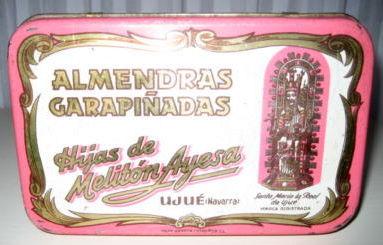 ALMENDRAS
GARAPIÑADAS
Hijas de
Melitón Ayesa
UJUÉ (Navarra)
Santa María la Real
de Ujué
MARCA REGISTRADA